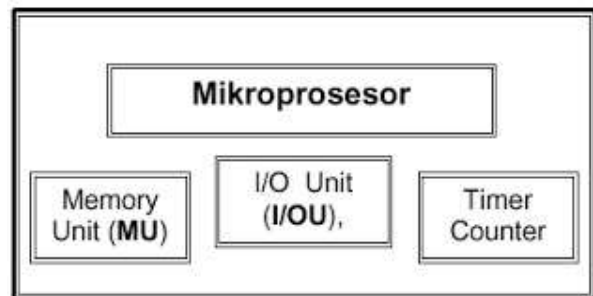 Mikroprosesor
Memory
Unit (MU)
I/O Unit
(I/OU),
Timer
Counter